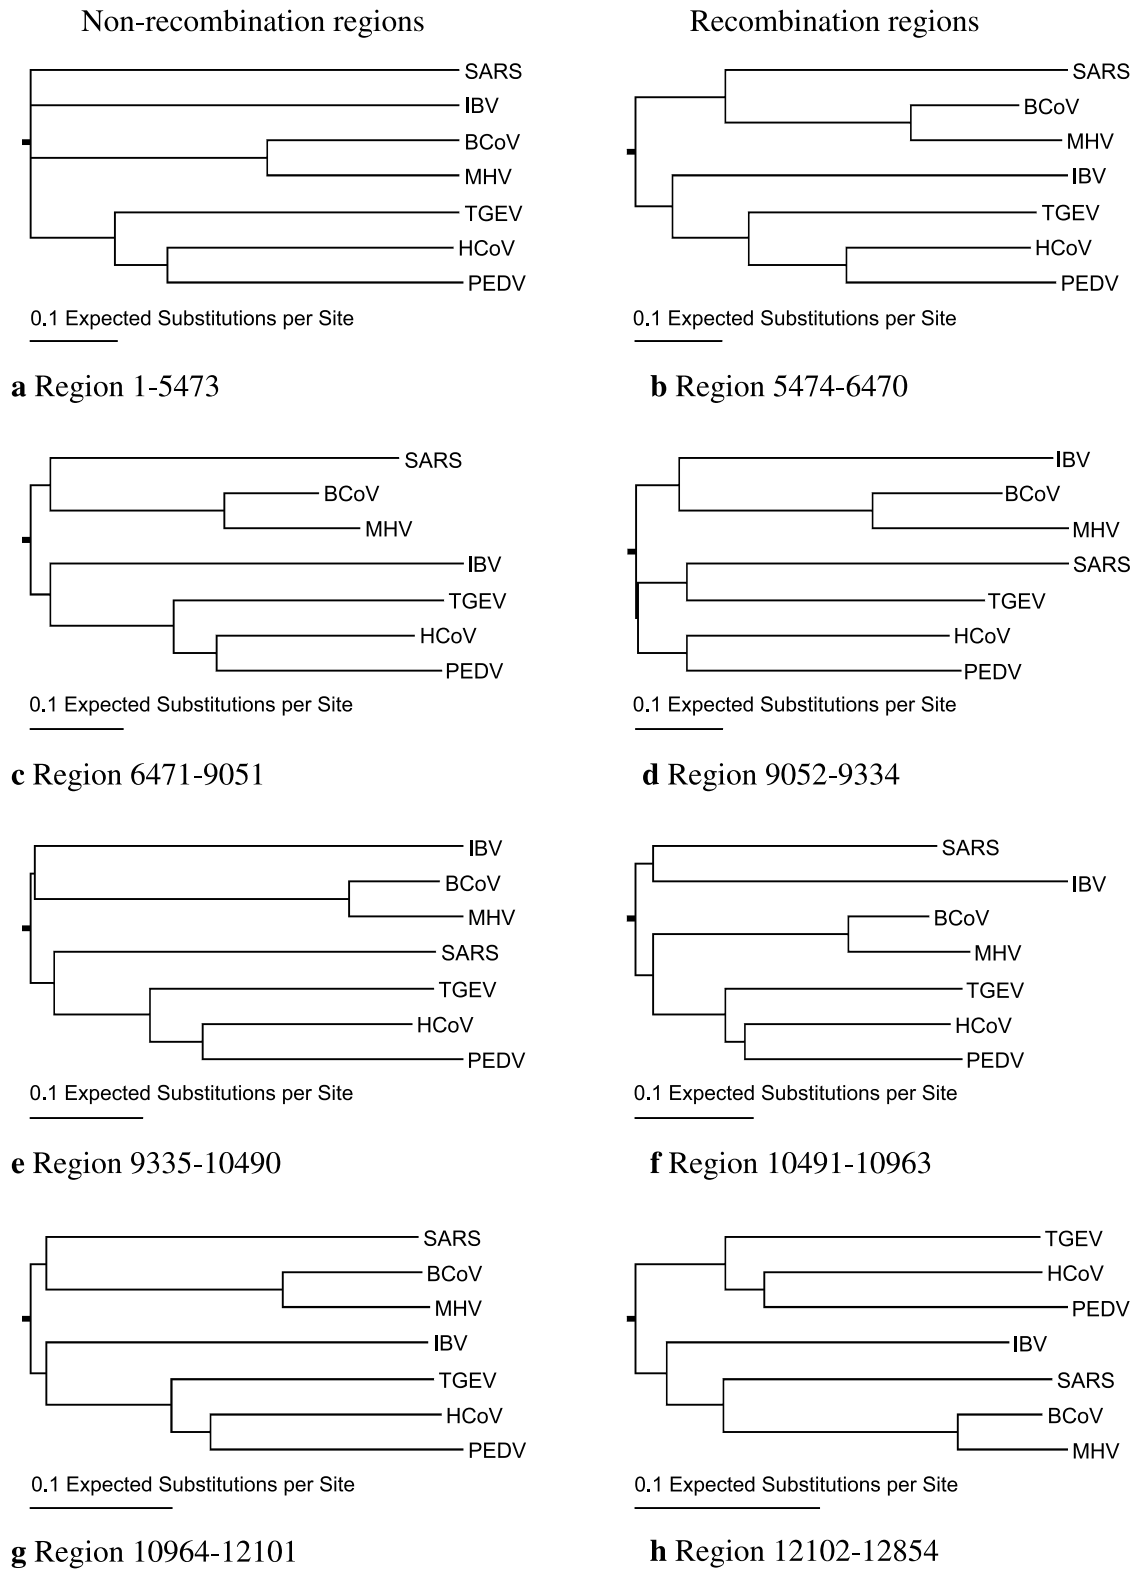 Non-recombination regions
Recombination regions
SARS
IBV
BCoV
MHV
TGEV
HCoV
PEDV
0.1 Expected Substitutions per Site
a Region 1-5473
SARS
BCoV
MHV
IBV
TGEV
HCoV
PEDV
0.1 Expected Substitutions per Site
b Region 5474-6470
SARS
BCoV
MHV
IBV
TGEV
HCoV
PEDV
0.1 Expected Substitutions per Site
c Region 6471-9051
IBV
BCoV
MHV
SARS
TGEV
HCoV
PEDV
0.1 Expected Substitutions per Site
d Region 9052-9334
IBV
BCoV
MHV
SARS
TGEV
HCoV
PEDV
0.1 Expected Substitutions per Site
e Region 9335-10490
SARS
IBV
BCoV
MHV
TGEV
HCoV
PEDV
0.1 Expected Substitutions per Site
f Region 10491-10963
SARS
BCoV
MHV
IBV
TGEV
HCoV
PEDV
0.1 Expected Substitutions per Site
g Region 10964-12101
TGEV
HCoV
PEDV
IBV
SARS
BCoV
MHV
0.1 Expected Substitutions per Site
h Region 12102-12854